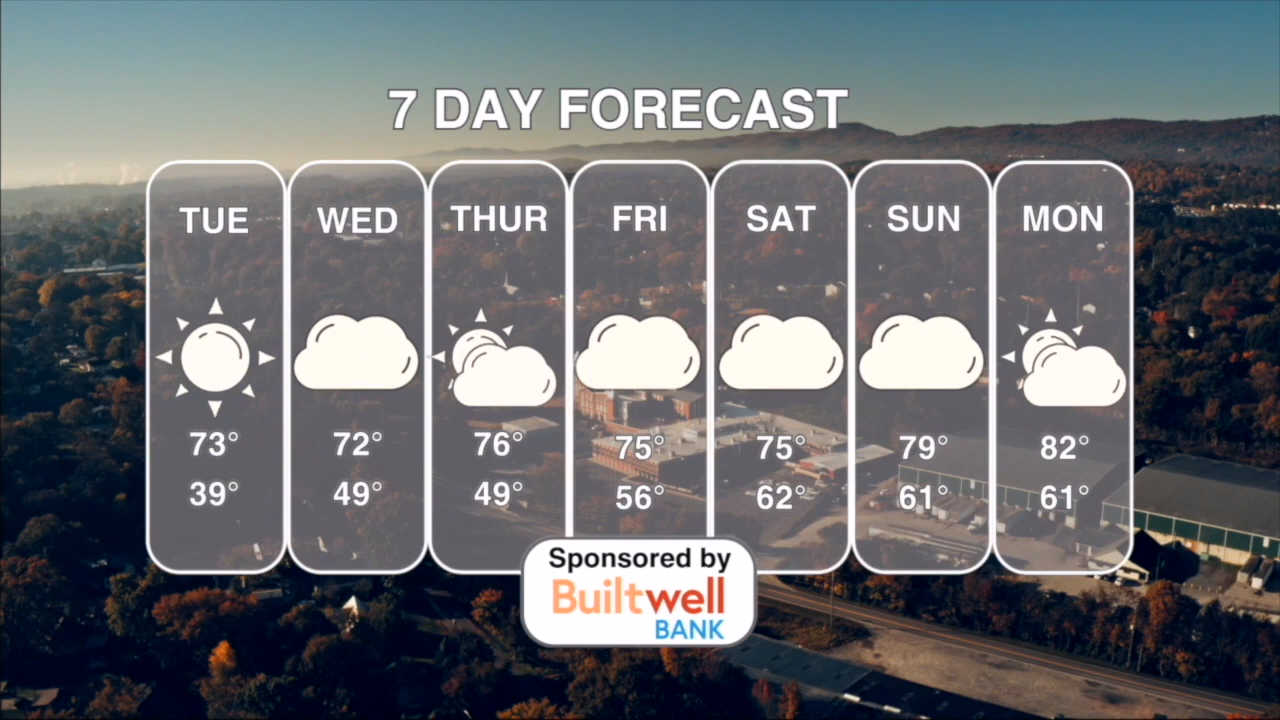 7 DAY FORECAST
TUE WED THUR FRI SAT SUN MON
73° 72° 76° 75° 75° 79° 82°
39° 49° 49° 56° 62° 61° 61°
Sponsored by
Builtwell
BANK